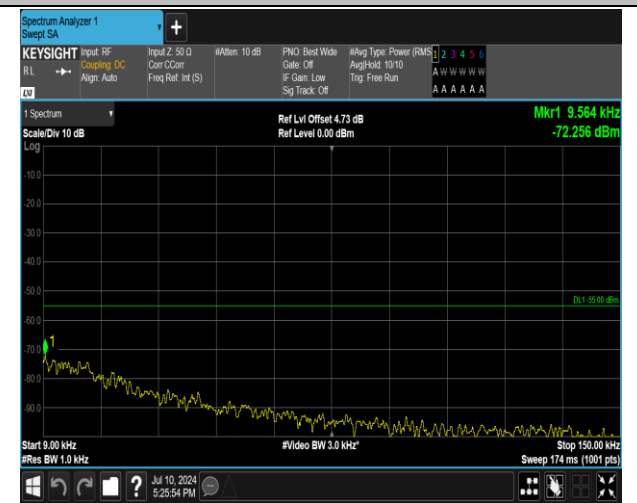 Spectrum Analyzer 1
Swept SA
KEYSIGHT Input: RF Input Z: 50 Ω #Atten: 10 dB PNO: Best Wide #Avg Type: Power (RMS 1 2 3 4 5 6
RL Coupling: DC Corr CCorr Gate: Off Avg|Hold: 10/10 A W W W W W
Align: Auto Freq Ref: Int (S) IF Gain: Low Trig: Free Run
Sig Track: Off A A A A A A
LXI
1 Spectrum Ref Lvl Offset 4.73 dB Mkr1 9.564 kHz
Scale/Div 10 dB Ref Level 0.00 dBm -72.256 dBm
Log
-10.0
-20.0
-30.0
-40.0
-50.0
DL1 -55.00 dBm
-60.0
1
-70.0
-80.0
-90.0
Start 9.00 kHz #Video BW 3.0 kHz* Stop 150.00 kHz
#Res BW 1.0 kHz Sweep 174 ms (1001 pts)
Jul 10, 2024
5:25:54 PM